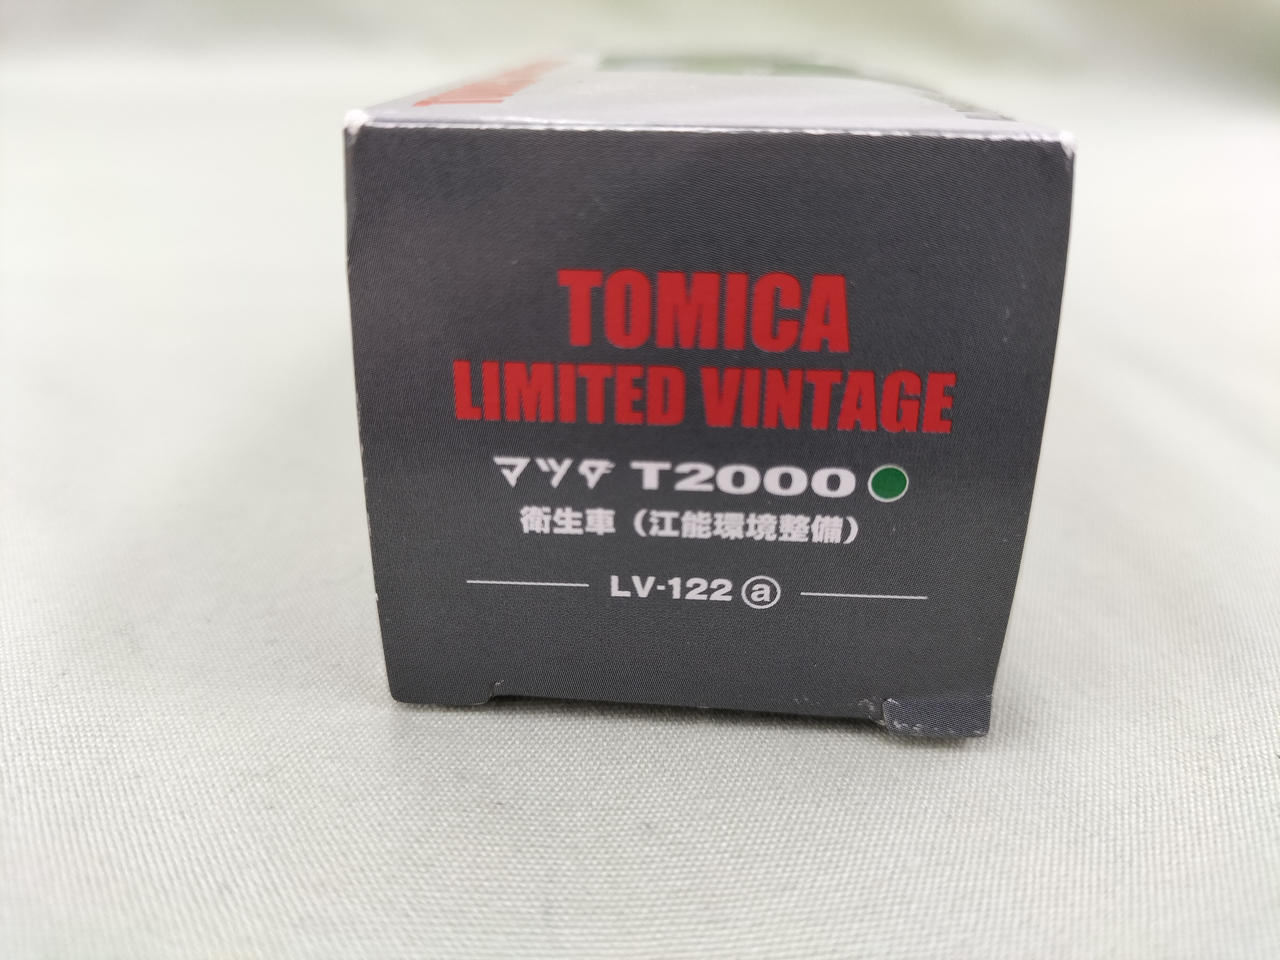 TOMICA
LIMITED VINTAGE
マツダ T2000
衛生車（江能環境整備）
LV-122 ⓐ